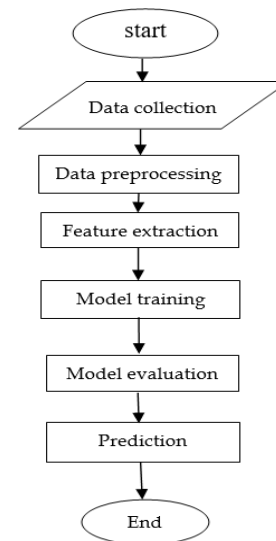 start
Data collection
Data preprocessing
Feature extraction
Model training
Model evaluation
Prediction
End